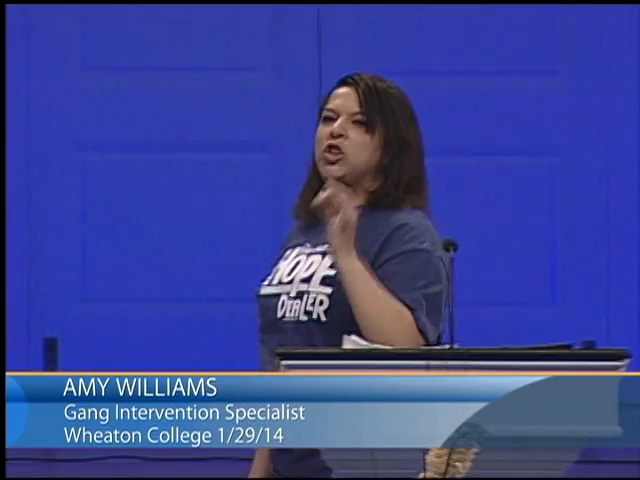 HOPE
DEALER
AMY WILLIAMS
Gang Intervention Specialist
Wheaton College 1/29/14